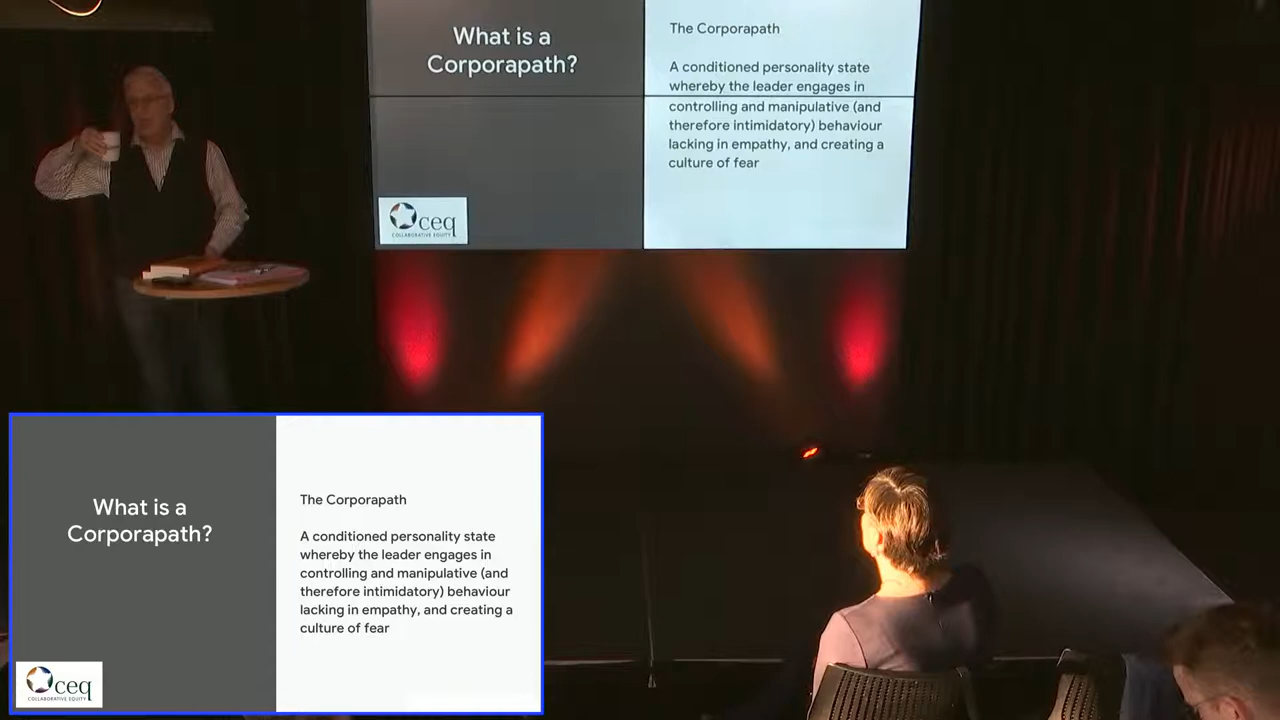 What is a
Corporapath?
The Corporapath
A conditioned personality state
whereby the leader engages in
controlling and manipulative (and
therefore intimidatory) behaviour
lacking in empathy, and creating a
culture of fear
ceq
COLLABORATIVE EQUITY
What is a
Corporapath?
The Corporapath
A conditioned personality state
whereby the leader engages in
controlling and manipulative (and
therefore intimidatory) behaviour
lacking in empathy, and creating a
culture of fear
ceq
COLLABORATIVE EQUITY